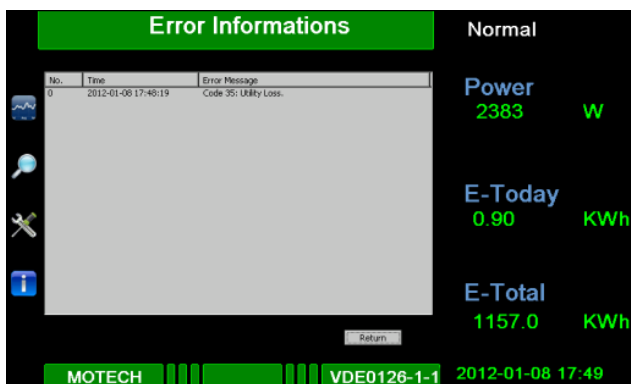 Error Informations
Normal
No. Time Error Message
0 2012-01-08 17:48:19 Code 35: Utility Loss.
Power
2383 W
E-Today
0.90 KWh
E-Total
1157.0 KWh
Return
MOTECH VDE0126-1-1 2012-01-08 17:49